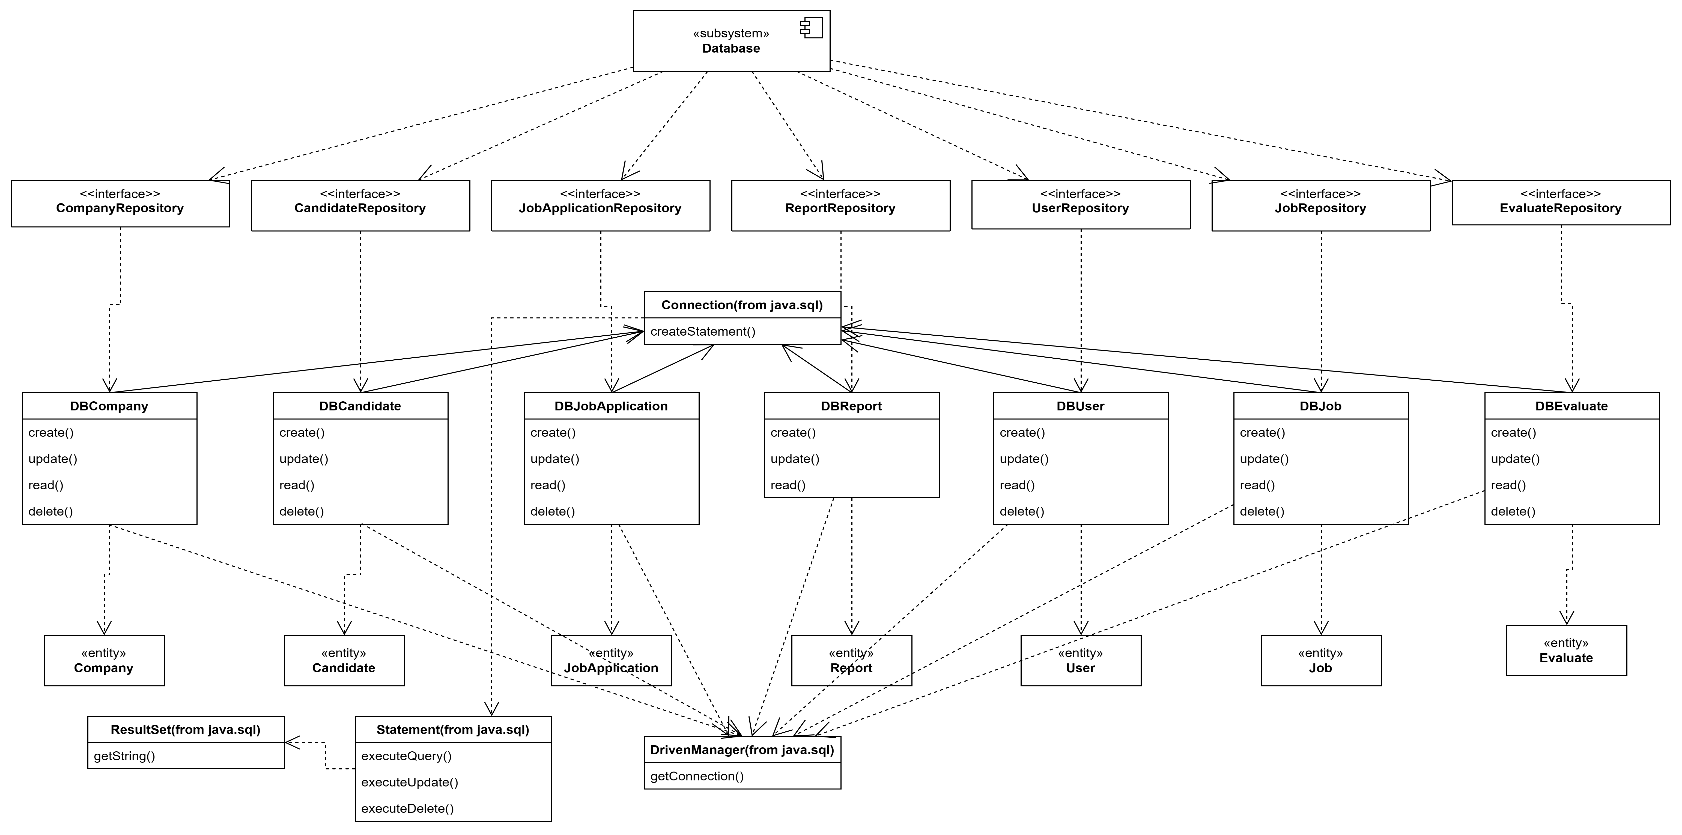 «subsystem»
Database
<<interface>>
CompanyRepository
<<interface>>
CandidateRepository
<<interface>>
JobApplicationRepository
<<interface>>
ReportRepository
<<interface>>
UserRepository
<<interface>>
JobRepository
<<interface>>
EvaluateRepository
Connection(from java.sql)
createStatement()
DBCompany
create()
update()
read()
delete()
DBCandidate
create()
update()
read()
delete()
DBJobApplication
create()
update()
read()
delete()
DBReport
create()
update()
read()
DBUser
create()
update()
read()
delete()
DBJob
create()
update()
read()
delete()
DBEvaluate
create()
update()
read()
delete()
«entity»
Company
«entity»
Candidate
«entity»
JobApplication
«entity»
Report
«entity»
User
«entity»
Job
«entity»
Evaluate
ResultSet(from java.sql)
getString()
Statement(from java.sql)
executeQuery()
executeUpdate()
executeDelete()
DrivenManager(from java.sql)
getConnection()